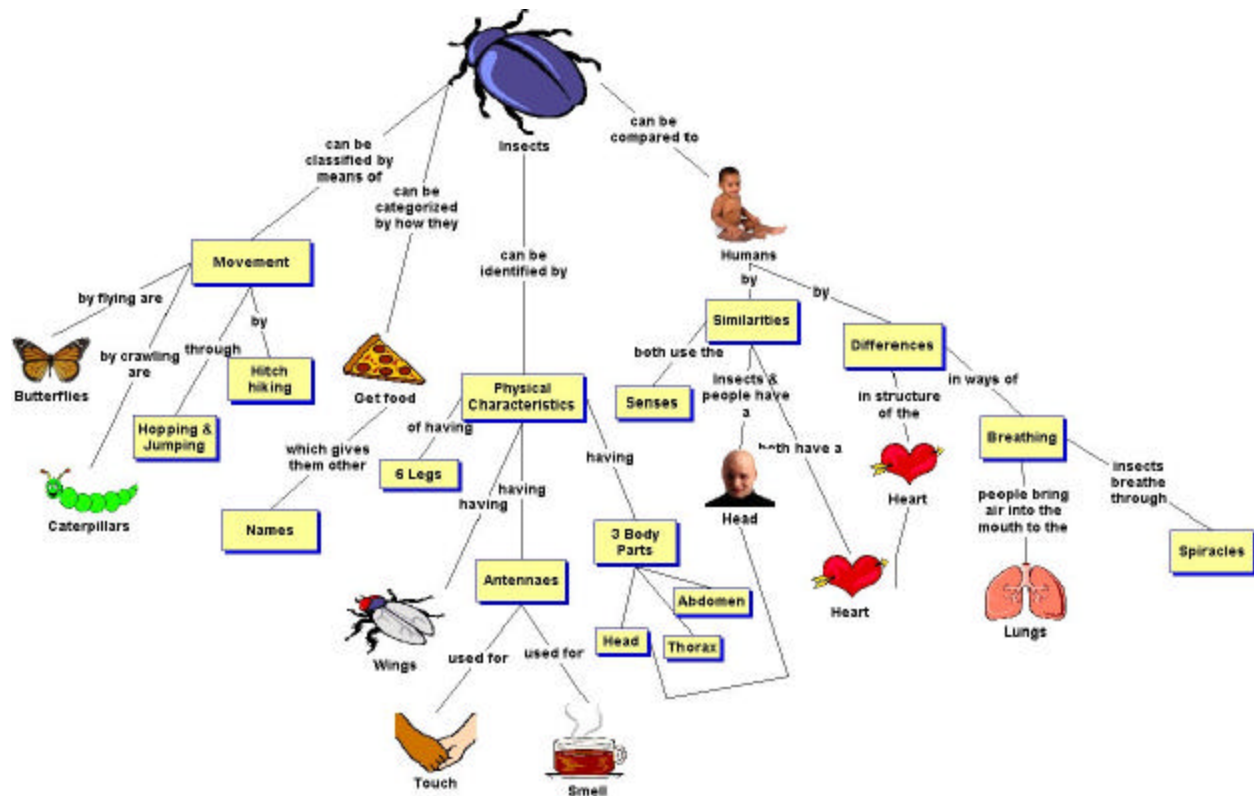 Insects
can be
classified by
means of
can be
categorized
by how they
can be
identified by
can be
compared to
Humans
Movement
by flying are
Butterflies
by crawling
are
Caterpillars
through
Hopping &
Jumping
by
Hitch
hiking
Get food
which gives
them other
Names
Physical
Characteristics
of having
6 Legs
having
Wings
having
Antennaes
used for
Touch
used for
Smell
having
3 Body
Parts
Head
Thorax
Abdomen
by
Similarities
both use the
Senses
Insects &
people have
a
Head
both have a
Heart
by
Differences
in structure
of the
Heart
in ways of
Breathing
people bring
air into the
mouth to the
Lungs
insects
breathe
through
Spiracles